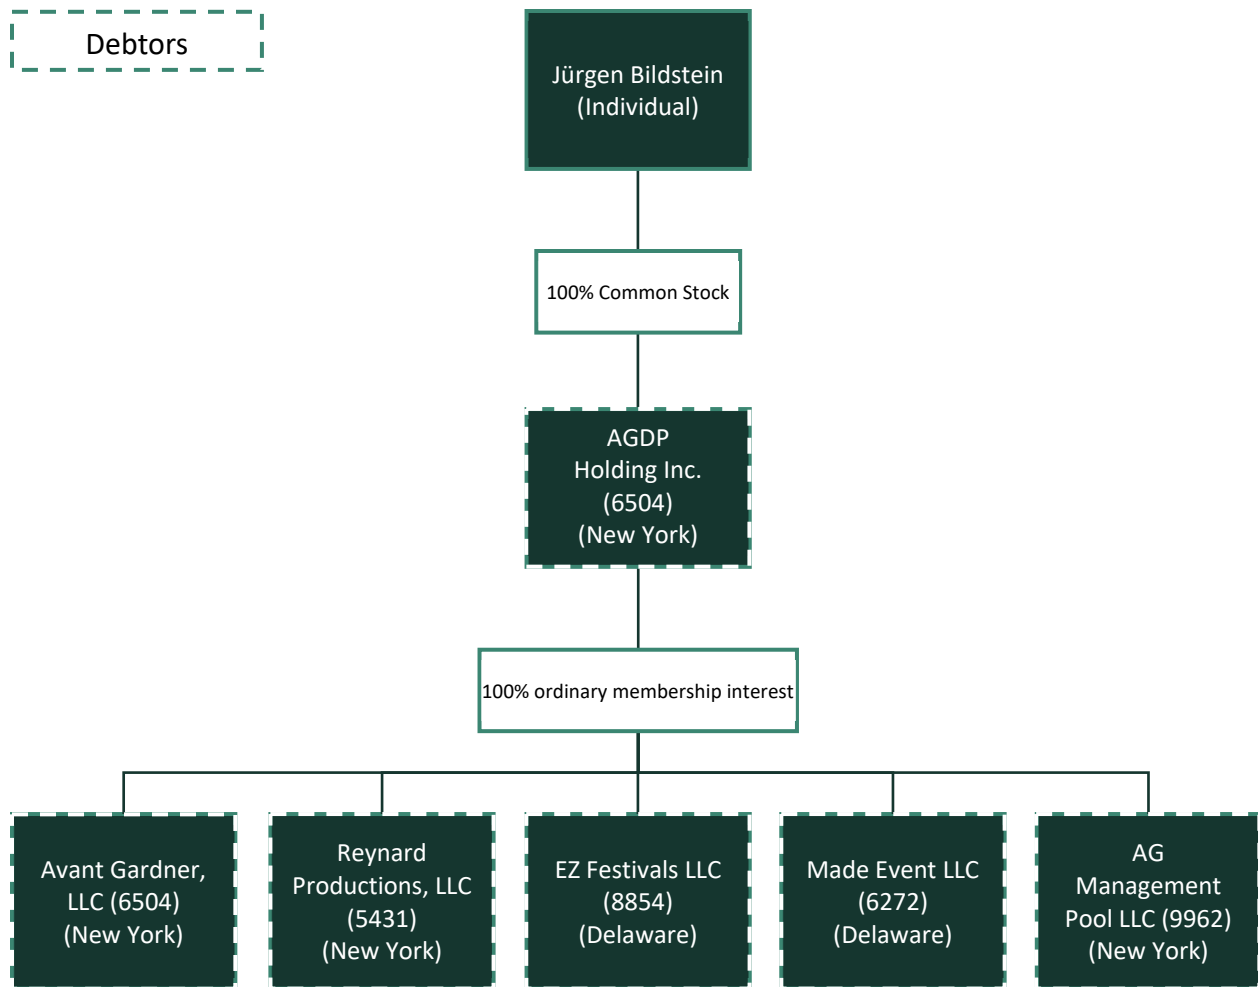 Debtors
Jürgen Bildstein
(Individual)
100% Common Stock
AGDP
Holding Inc.
(6504)
(New York)
100% ordinary membership interest
Avant Gardner,
LLC (6504)
(New York)
Reynard
Productions, LLC
(5431)
(New York)
EZ Festivals LLC
(8854)
(Delaware)
Made Event LLC
(6272)
(Delaware)
AG
Management
Pool LLC (9962)
(New York)